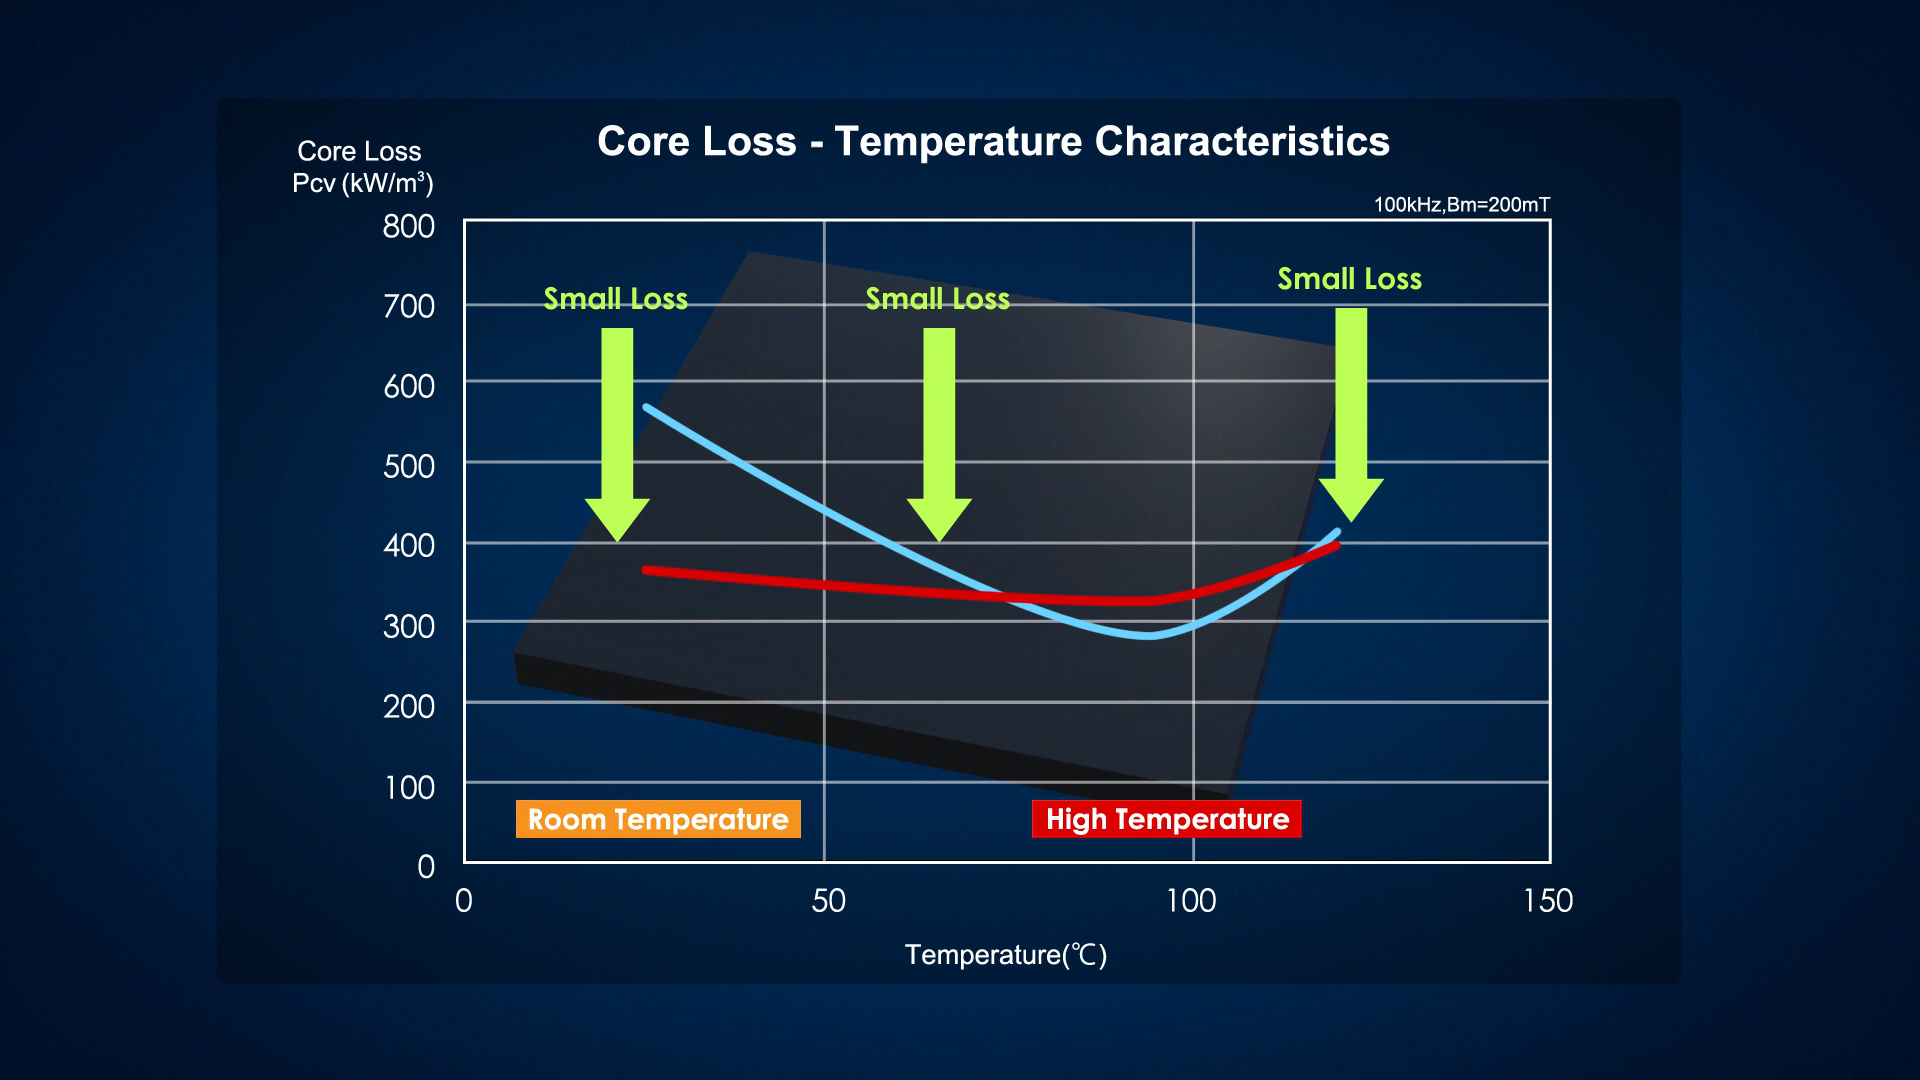 Core Loss - Temperature Characteristics
Core Loss
Pcv (kW/m³)
100kHz,Bm=200mT
800
700
600
500
400
300
200
100
0
Small Loss
Small Loss
Small Loss
Room Temperature
High Temperature
0
50
100
150
Temperature(℃)